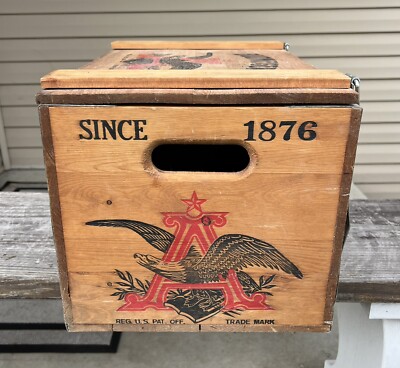 SINCE 1876
A
REG. U.S. PAT. OFF. TRADE MARK